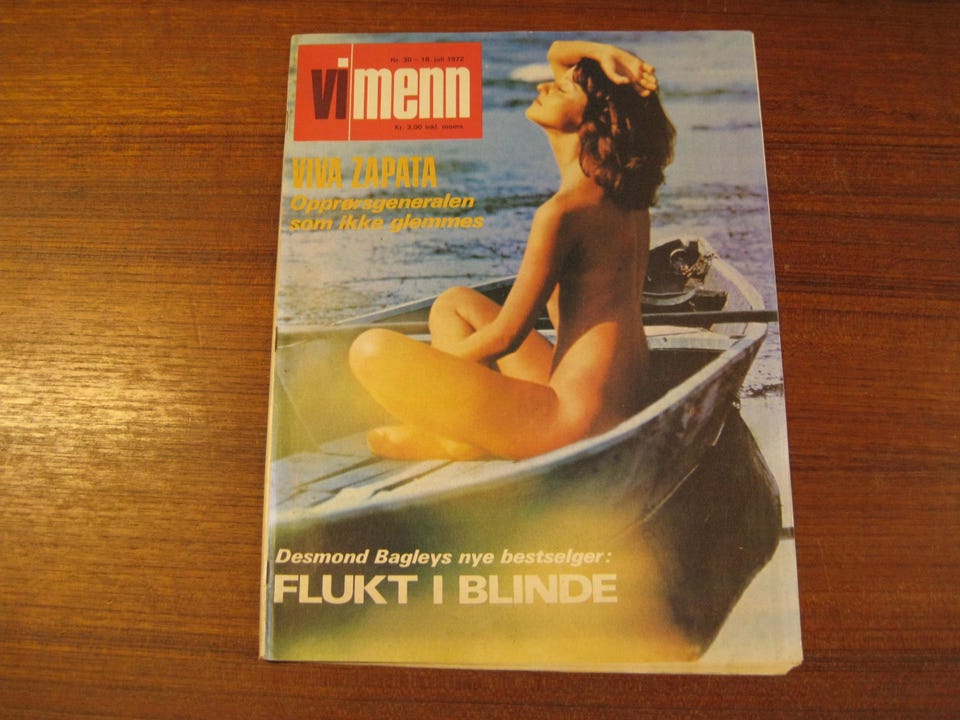 Nr. 30 - 18. juli 1972
vi menn
Kr. 3,00 inkl. moms
VIVA ZAPATA
Opprørsgeneralen
som ikke glemmes
Desmond Bagleys nye bestselger:
FLUKT I BLINDE